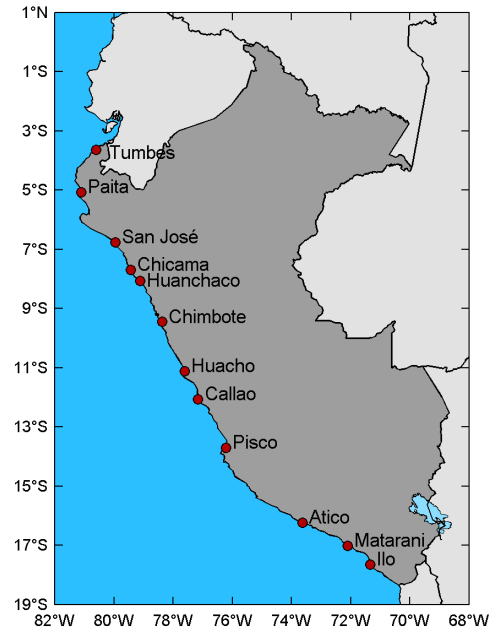 1°N
1°S
3°S
Tumbes
5°S
Paita
San José
7°S
Chicama
Huanchaco
9°S
Chimbote
11°S
Huacho
Callao
13°S
Pisco
15°S
Atico
17°S
Matarani
Ilo
19°S
82°W 80°W 78°W 76°W 74°W 72°W 70°W 68°W